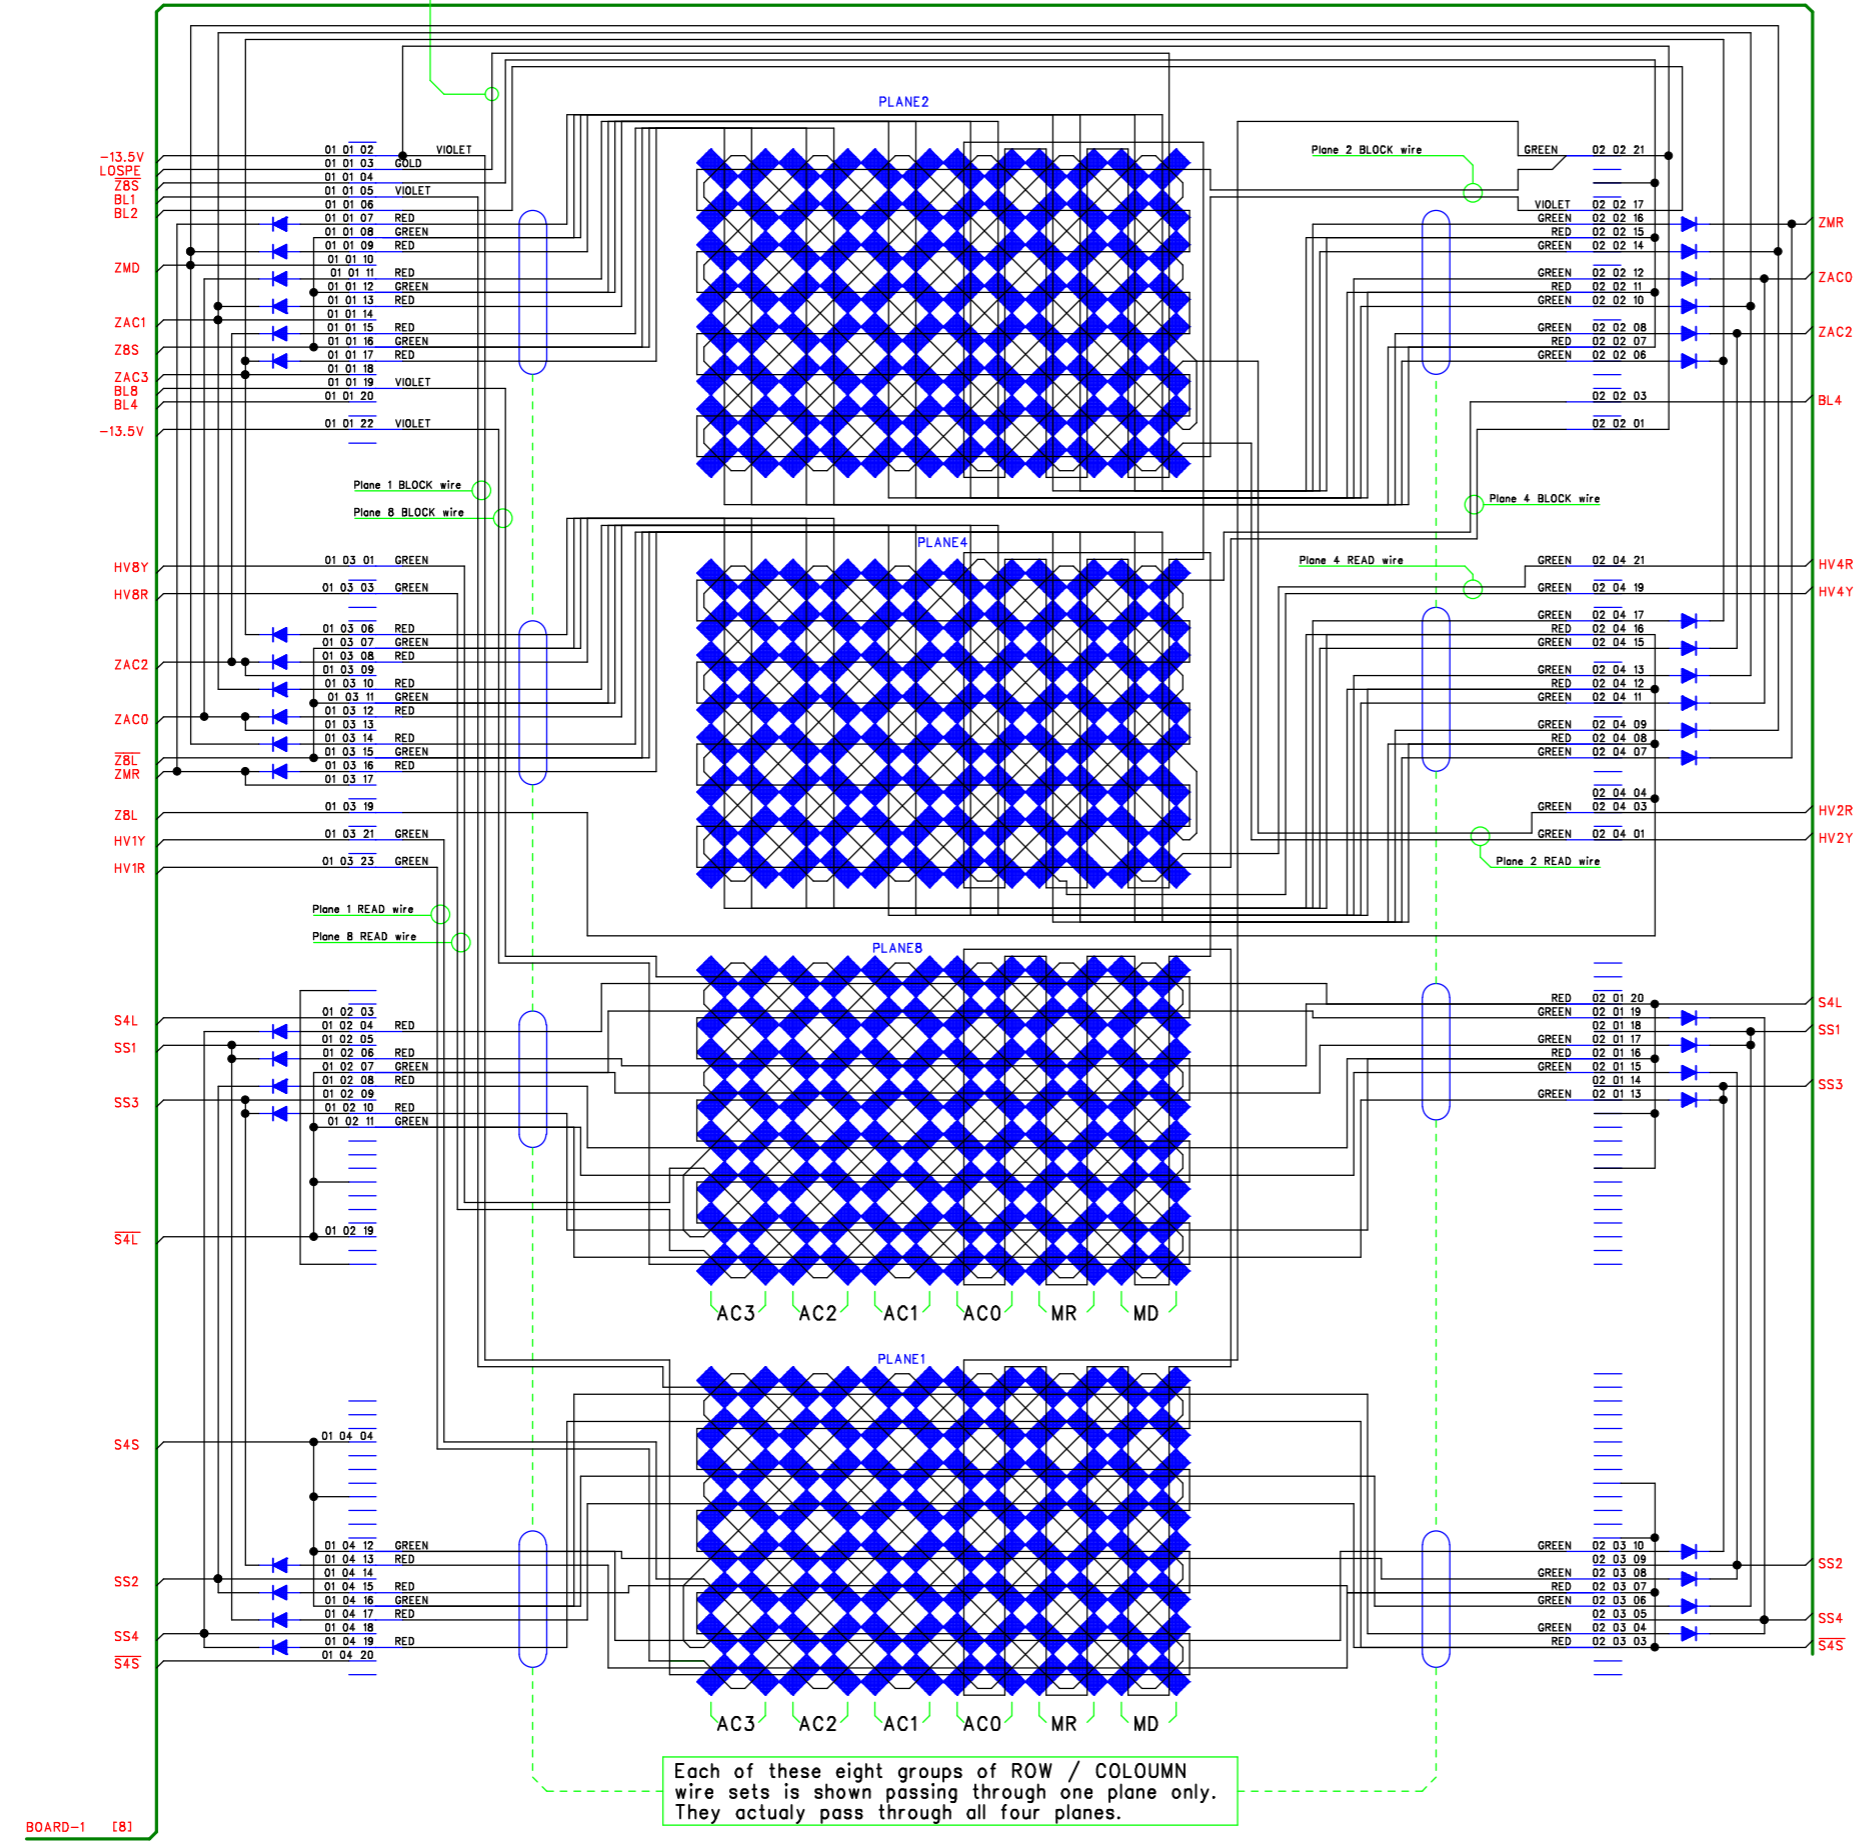 PLANE2
-13.5V 01 01 02 VIOLET
LOSPE 01 01 03 GOLD
Z8S 01 01 04
BL1 01 01 05 VIOLET
BL2 01 01 06
01 01 07 RED
01 01 08 GREEN
01 01 09 RED
ZMD 01 01 10
01 01 11 RED
01 01 12 GREEN
01 01 13 RED
ZAC1 01 01 14
01 01 15 RED
Z8S 01 01 16 GREEN
01 01 17 RED
ZAC3 01 01 18
BL8 01 01 19 VIOLET
BL4 01 01 20
-13.5V 01 01 22 VIOLET
Plane 2 BLOCK wire
GREEN 02 02 21
VIOLET 02 02 17
GREEN 02 02 16 ZMR
RED 02 02 15
GREEN 02 02 14
GREEN 02 02 12 ZAC0
RED 02 02 11
GREEN 02 02 10
GREEN 02 02 08 ZAC2
RED 02 02 07
GREEN 02 02 06
02 02 03 BL4
02 02 01
Plane 1 BLOCK wire
Plane 8 BLOCK wire
Plane 4 BLOCK wire
PLANE4
Plane 4 READ wire
HV8Y 01 03 01 GREEN
HV8R 01 03 03 GREEN
01 03 06 RED
01 03 07 GREEN
ZAC2 01 03 08 RED
01 03 09
01 03 10 RED
01 03 11 GREEN
ZAC0 01 03 12 RED
01 03 13
01 03 14 RED
Z8L 01 03 15 GREEN
ZMR 01 03 16 RED
01 03 17
Z8L 01 03 19
HV1Y 01 03 21 GREEN
HV1R 01 03 23 GREEN
GREEN 02 04 21 HV4R
GREEN 02 04 19 HV4Y
GREEN 02 04 17
RED 02 04 16
GREEN 02 04 15
GREEN 02 04 13
RED 02 04 12
GREEN 02 04 11
GREEN 02 04 09
RED 02 04 08
GREEN 02 04 07
02 04 04
GREEN 02 04 03 HV2R
GREEN 02 04 01 HV2Y
Plane 2 READ wire
Plane 1 READ wire
Plane 8 READ wire
PLANE8
S4L 01 02 03
01 02 04 RED
SS1 01 02 05
01 02 06 RED
01 02 07 GREEN
01 02 08 RED
SS3 01 02 09
01 02 10 RED
01 02 11 GREEN
S4L 01 02 19
RED 02 01 20 S4L
GREEN 02 01 19
02 01 18 SS1
GREEN 02 01 17
RED 02 01 16
GREEN 02 01 15
02 01 14 SS3
GREEN 02 01 13
AC3 AC2 AC1 AC0 MR MD
PLANE1
S4S 01 04 04
01 04 12 GREEN
01 04 13 RED
SS2 01 04 14
01 04 15 RED
01 04 16 GREEN
01 04 17 RED
SS4 01 04 18
01 04 19 RED
S4S 01 04 20
GREEN 02 03 10
02 03 09 SS2
GREEN 02 03 08
RED 02 03 07
GREEN 02 03 06
02 03 05 SS4
GREEN 02 03 04
RED 02 03 03 S4S
AC3 AC2 AC1 AC0 MR MD
Each of these eight groups of ROW / COLOUMN
wire sets is shown passing through one plane only.
They actualy pass through all four planes.
BOARD-1 [8]